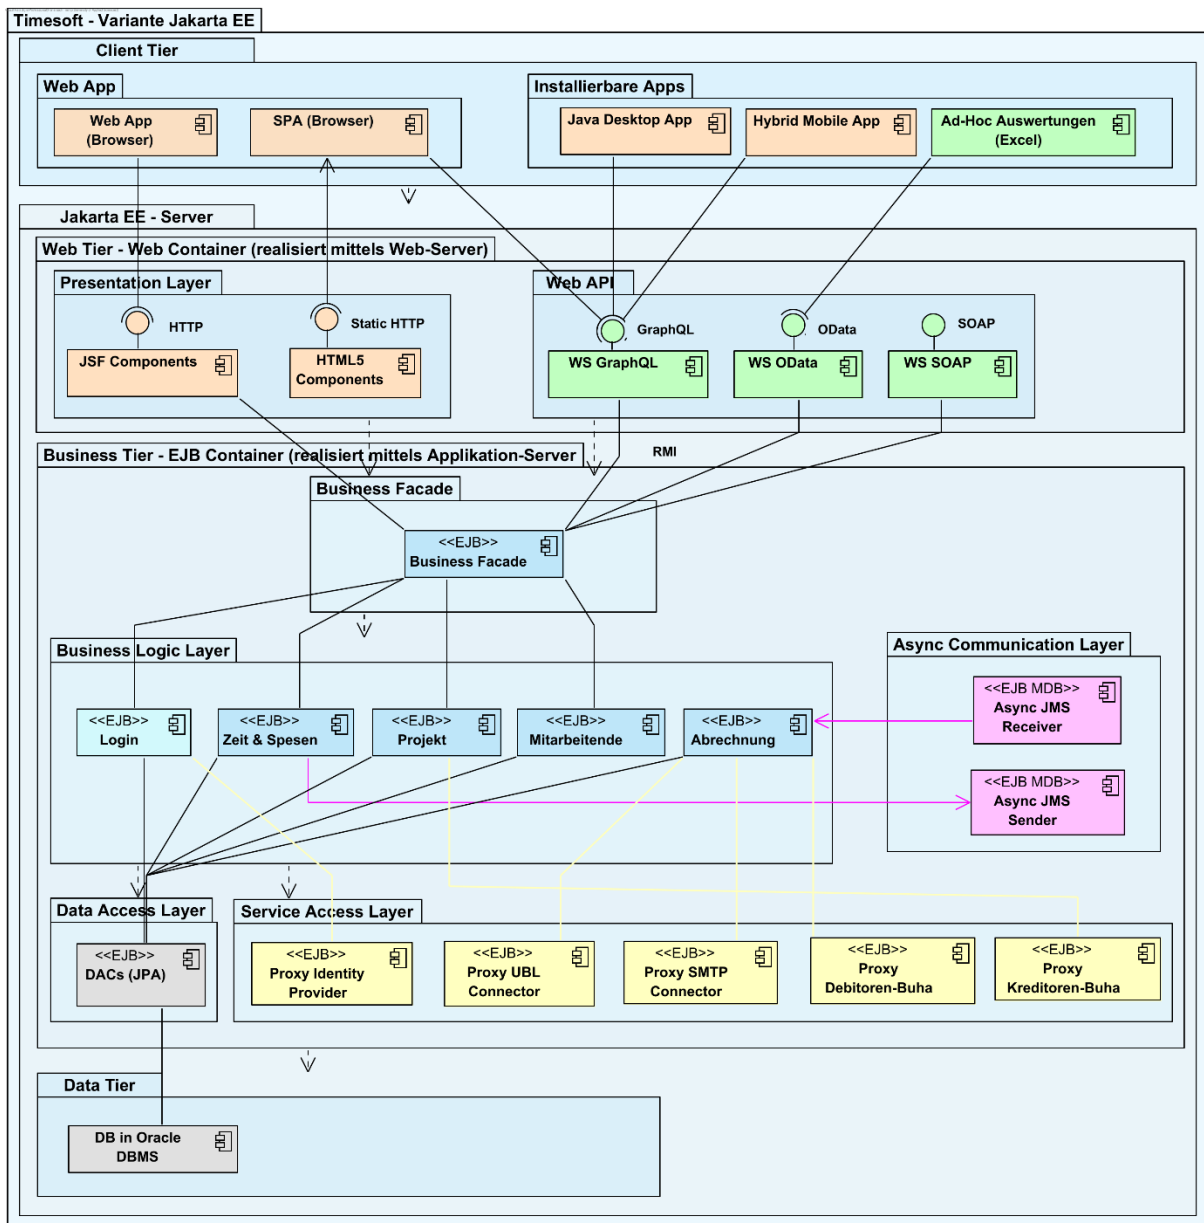 Timesoft - Variante Jakarta EE
Client Tier
Web App
Installierbare Apps
Web App
(Browser)
SPA (Browser)
Java Desktop App
Hybrid Mobile App
Ad-Hoc Auswertungen
(Excel)
Jakarta EE - Server
Web Tier - Web Container (realisiert mittels Web-Server)
Presentation Layer
Web API
HTTP
Static HTTP
GraphQL
OData
SOAP
JSF Components
HTML5
Components
WS GraphQL
WS OData
WS SOAP
Business Tier - EJB Container (realisiert mittels Applikation-Server
RMI
Business Facade
<<EJB>>
Business Facade
Business Logic Layer
Async Communication Layer
<<EJB>>
Login
<<EJB>>
Zeit & Spesen
<<EJB>>
Projekt
<<EJB>>
Mitarbeitende
<<EJB>>
Abrechnung
<<EJB MDB>>
Async JMS
Receiver
<<EJB MDB>>
Async JMS
Sender
Data Access Layer
Service Access Layer
<<EJB>>
DACs (JPA)
<<EJB>>
Proxy Identity
Provider
<<EJB>>
Proxy UBL
Connector
<<EJB>>
Proxy SMTP
Connector
<<EJB>>
Proxy
Debitoren-Buha
<<EJB>>
Proxy
Kreditoren-Buha
Data Tier
DB in Oracle
DBMS